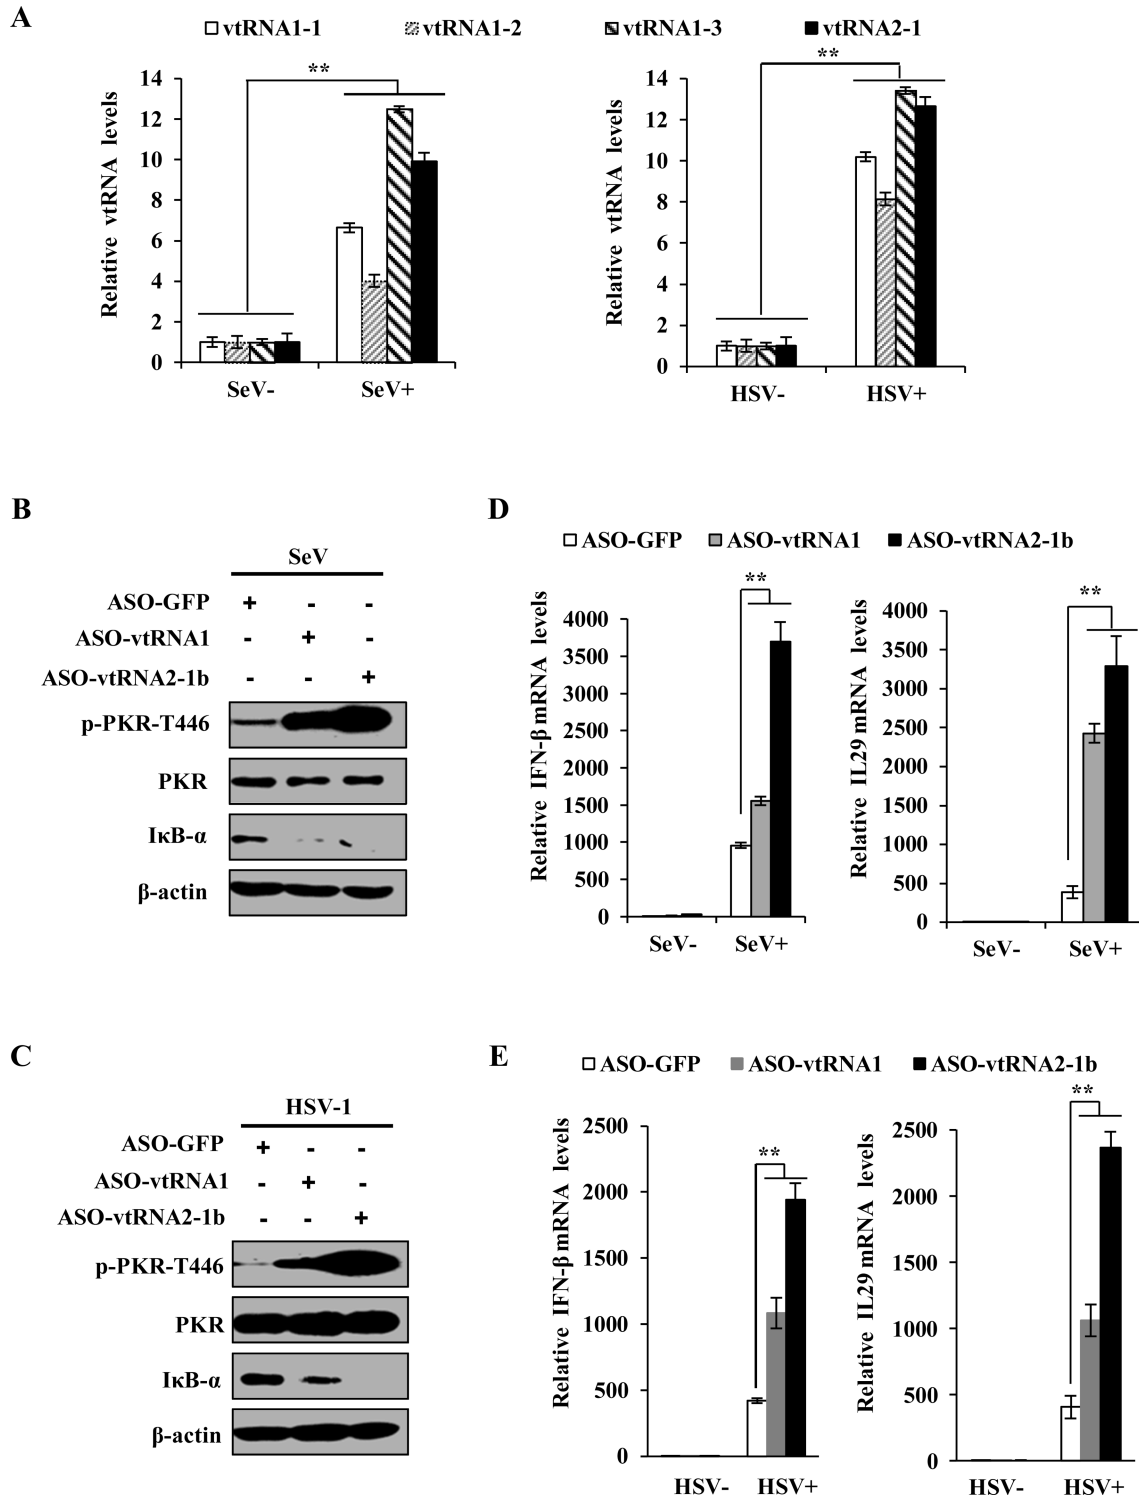 A
vtRNA1-1 vtRNA1-2 vtRNA1-3 vtRNA2-1
Relative vtRNA levels
14
12
10
8
6
4
2
0
**
SeV- SeV+
Relative vtRNA levels
14
12
10
8
6
4
2
0
**
HSV- HSV+
B
SeV
ASO-GFP + - -
ASO-vtRNA1 - + -
ASO-vtRNA2-1b - - +
p-PKR-T446
PKR
IκB-α
β-actin
D
ASO-GFP ASO-vtRNA1 ASO-vtRNA2-1b
Relative IFN-β mRNA levels
4000
3500
3000
2500
2000
1500
1000
500
0
**
SeV- SeV+
Relative IL29 mRNA levels
4000
3500
3000
2500
2000
1500
1000
500
0
**
SeV- SeV+
C
HSV-1
ASO-GFP + - -
ASO-vtRNA1 - + -
ASO-vtRNA2-1b - - +
p-PKR-T446
PKR
IκB-α
β-actin
E
ASO-GFP ASO-vtRNA1 ASO-vtRNA2-1b
Relative IFN-β mRNA levels
2500
2000
1500
1000
500
0
**
HSV- HSV+
Relative IL29 mRNA levels
2500
2000
1500
1000
500
0
**
HSV- HSV+